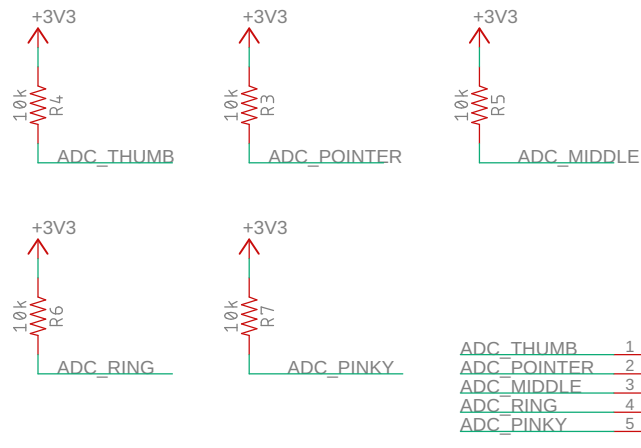 +3V3 +3V3 +3V3
10k R4 10k R3 10k R5
ADC_THUMB ADC_POINTER ADC_MIDDLE
+3V3 +3V3
10k R6 10k R7
ADC_RING ADC_PINKY
ADC_THUMB 1
ADC_POINTER 2
ADC_MIDDLE 3
ADC_RING 4
ADC_PINKY 5